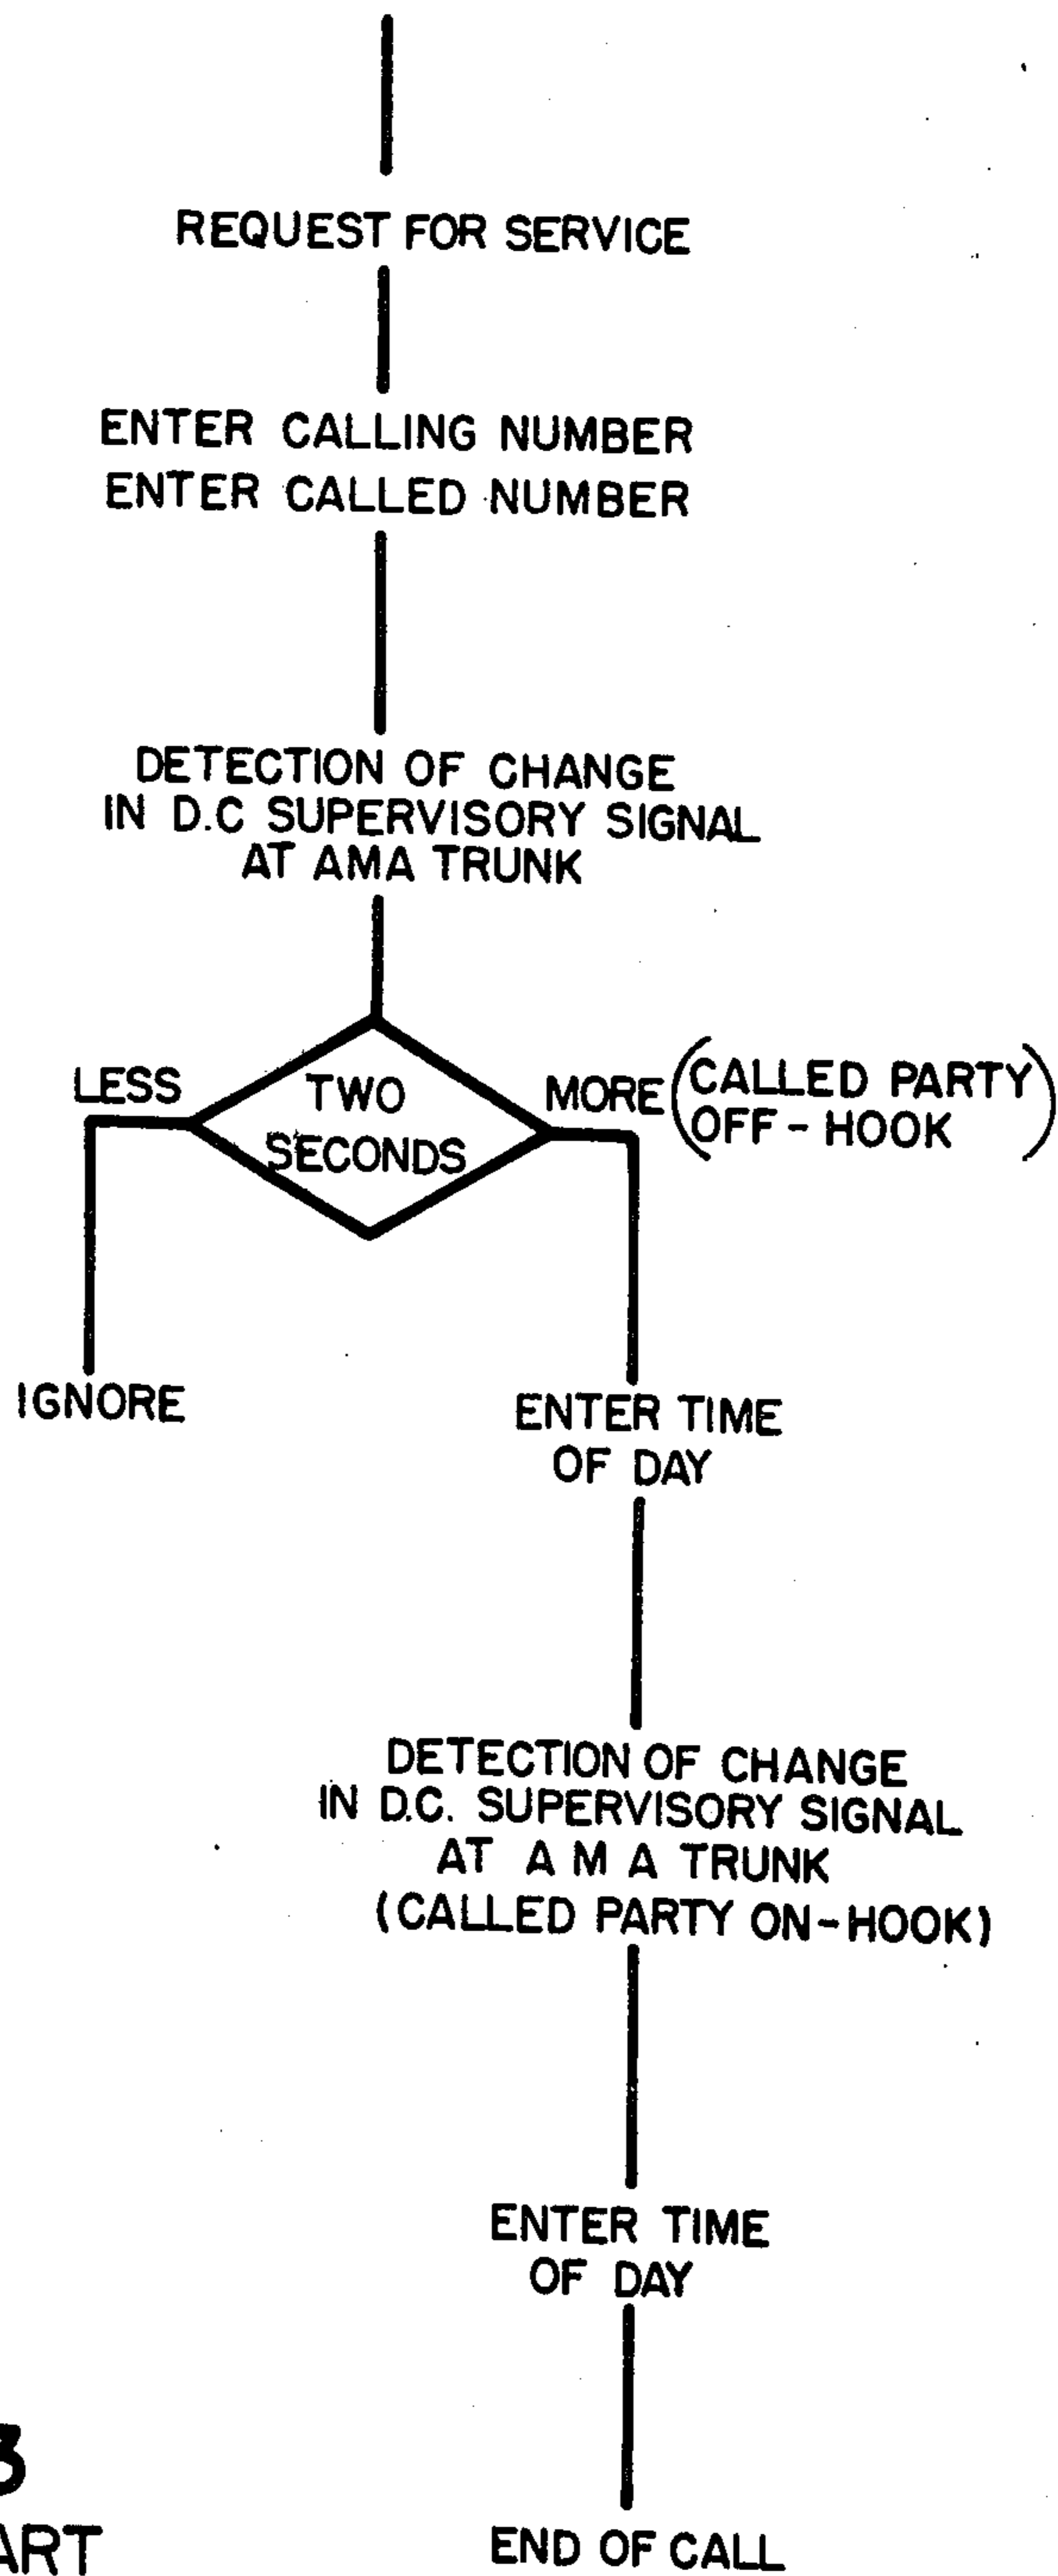 REQUEST FOR SERVICE
ENTER CALLING NUMBER
ENTER CALLED NUMBER
DETECTION OF CHANGE
IN D.C SUPERVISORY SIGNAL
AT AMA TRUNK
LESS
TWO
SECONDS
MORE
(CALLED PARTY
OFF-HOOK)
IGNORE
ENTER TIME
OF DAY
DETECTION OF CHANGE
IN D.C. SUPERVISORY SIGNAL
AT A M A TRUNK
(CALLED PARTY ON-HOOK)
ENTER TIME
OF DAY
END OF CALL
3